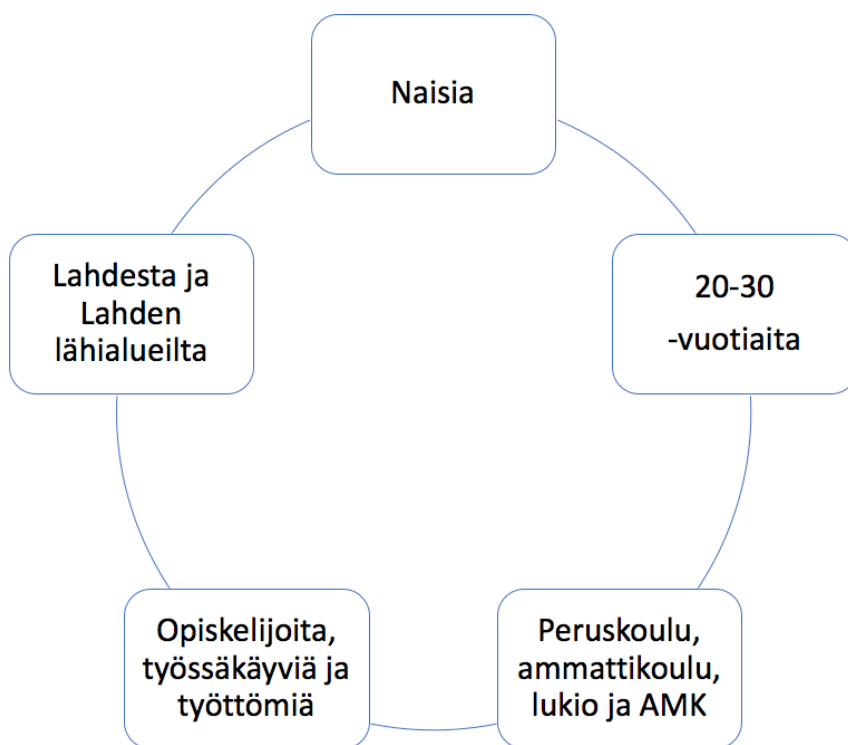 Naisia
20-30
-vuotiaita
Peruskoulu,
ammattikoulu,
lukio ja AMK
Opiskelijoita,
työssäkäyviä ja
työttömiä
Lahdesta ja
Lahden
lähialueilta